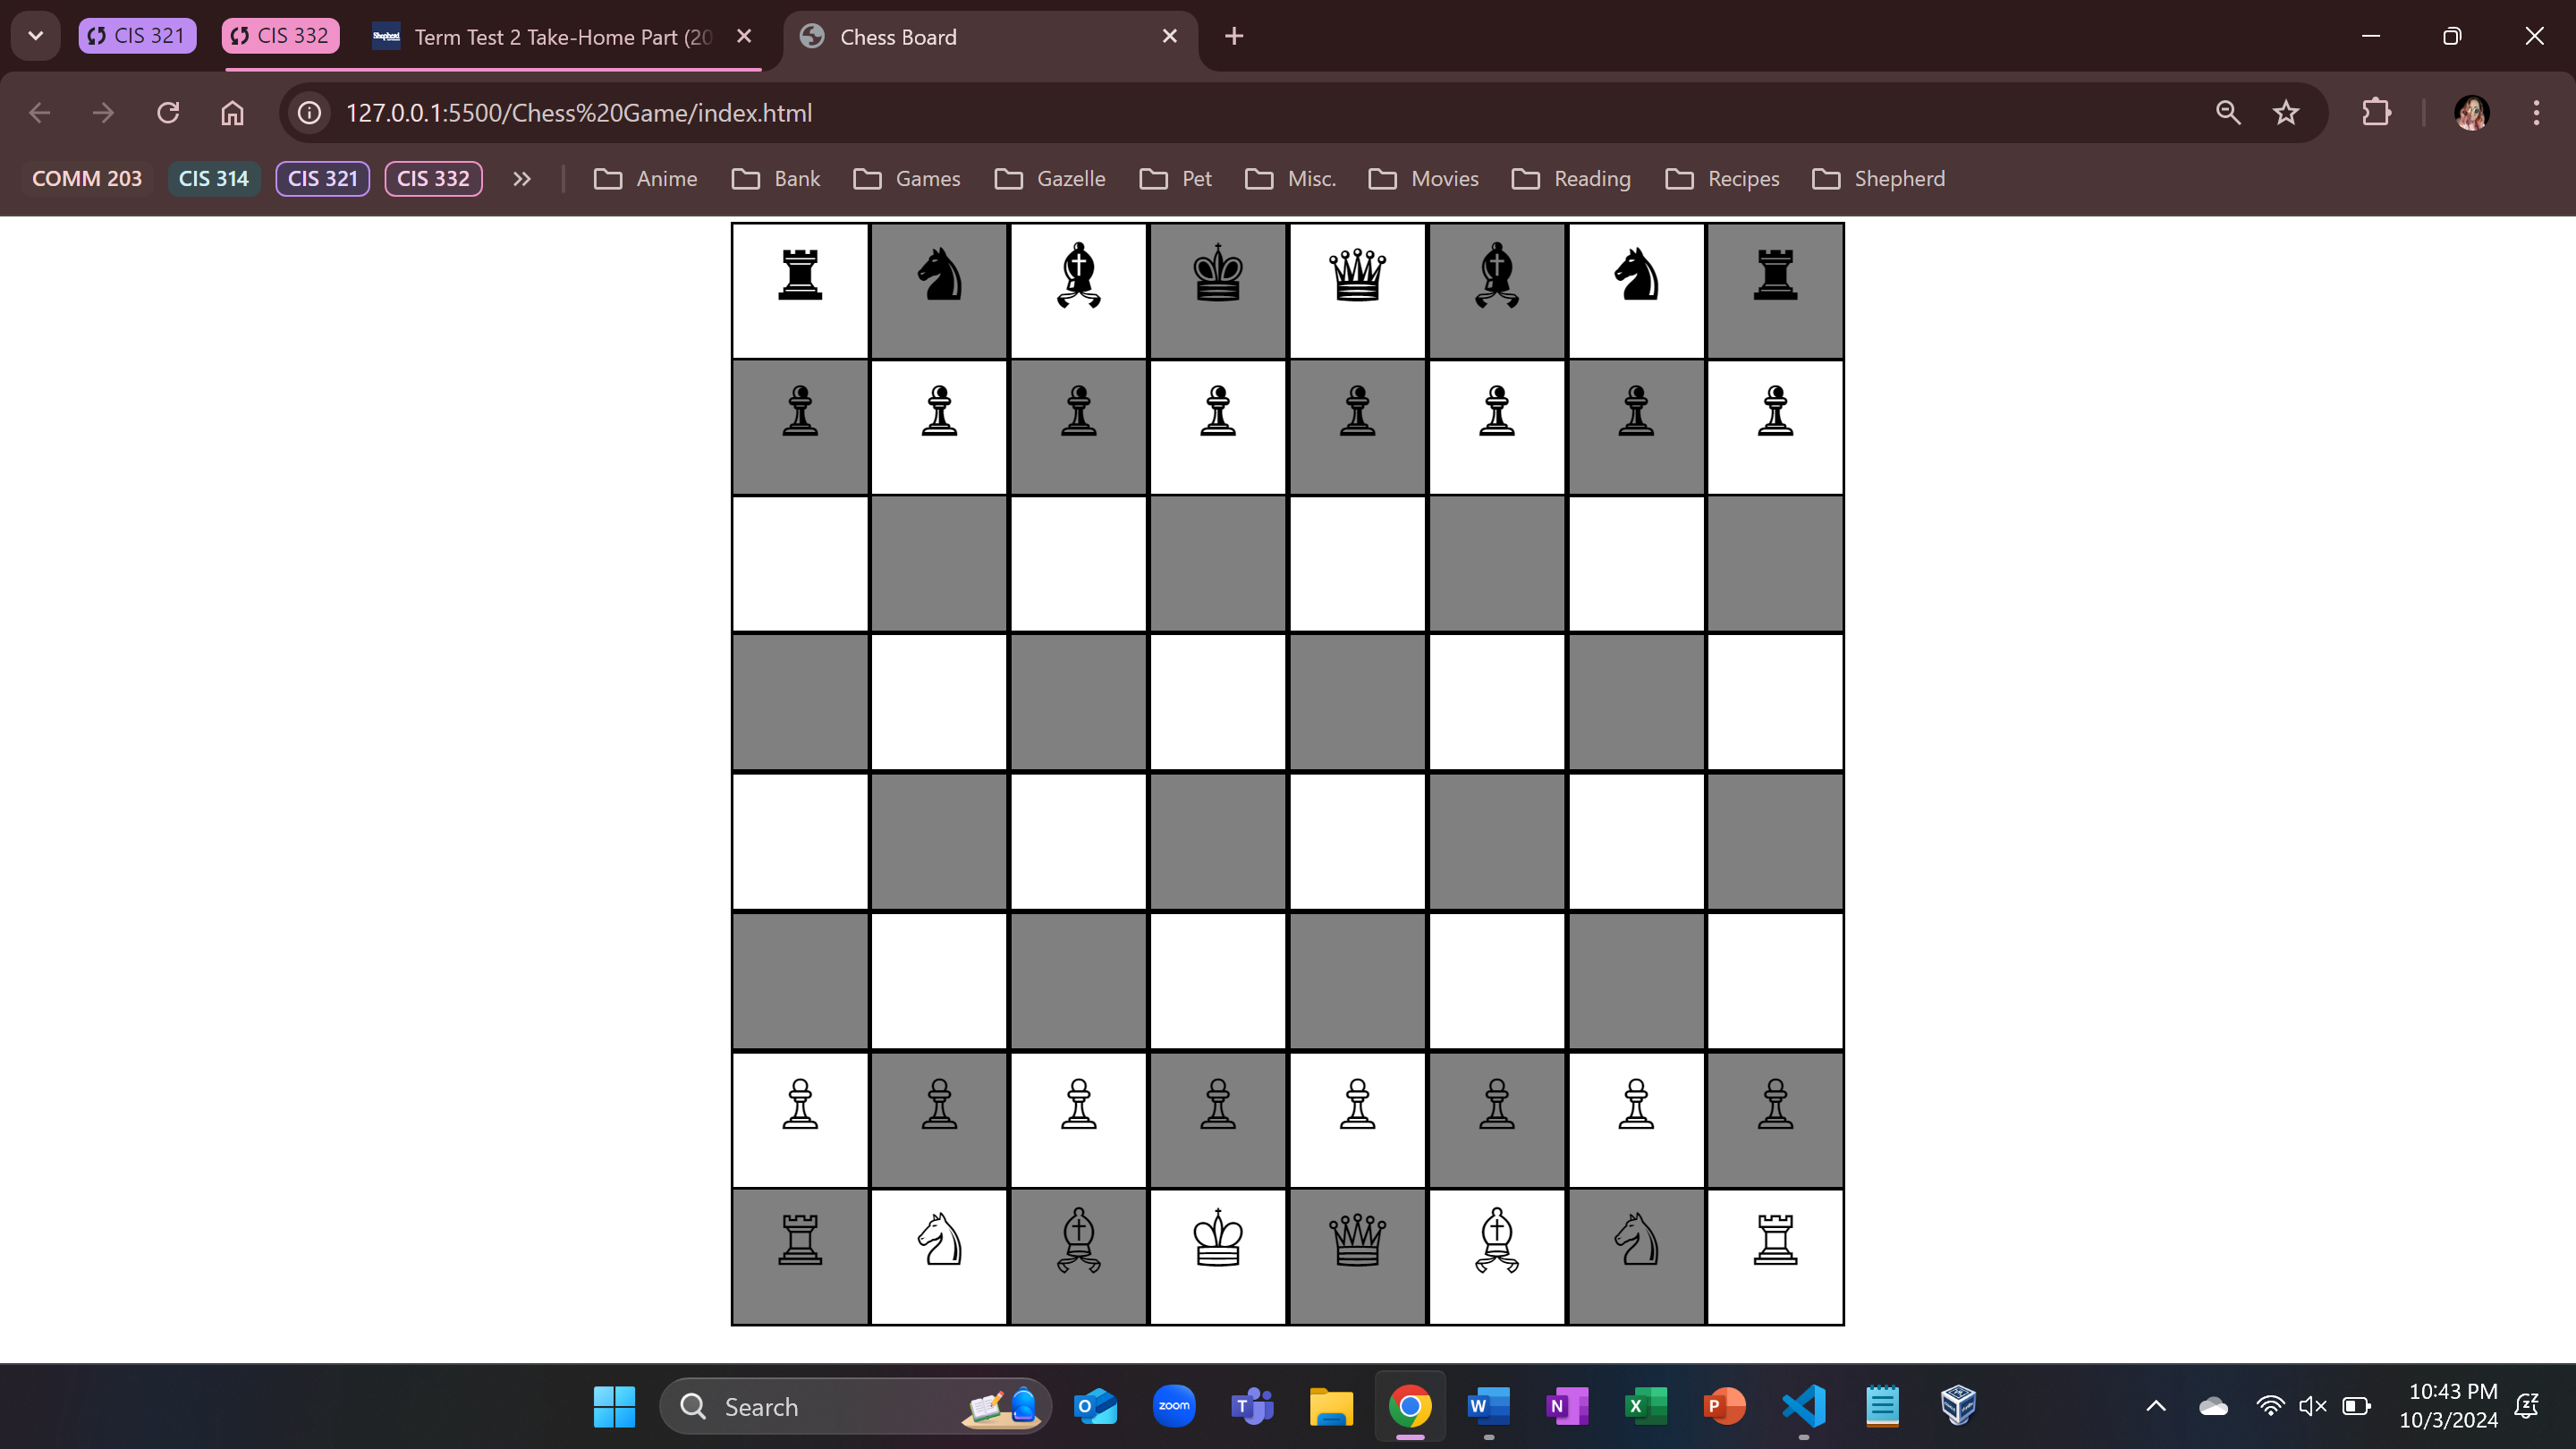 CIS 321 CIS 332 Shepherd Term Test 2 Take-Home Part (20 Chess Board
127.0.0.1:5500/Chess%20Game/index.html
COMM 203 CIS 314 CIS 321 CIS 332 Anime Bank Games Gazelle Pet Misc. Movies Reading Recipes Shepherd
Search zoom 10:43 PM
10/3/2024